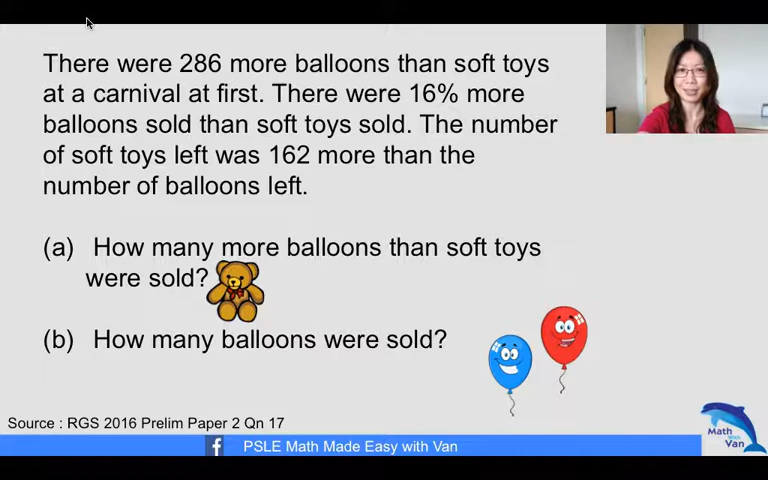 There were 286 more balloons than soft toys
at a carnival at first. There were 16% more
balloons sold than soft toys sold. The number
of soft toys left was 162 more than the
number of balloons left.
(a) How many more balloons than soft toys
were sold?
(b) How many balloons were sold?
Source : RGS 2016 Prelim Paper 2 Qn 17
f PSLE Math Made Easy with Van
Math
With
Van